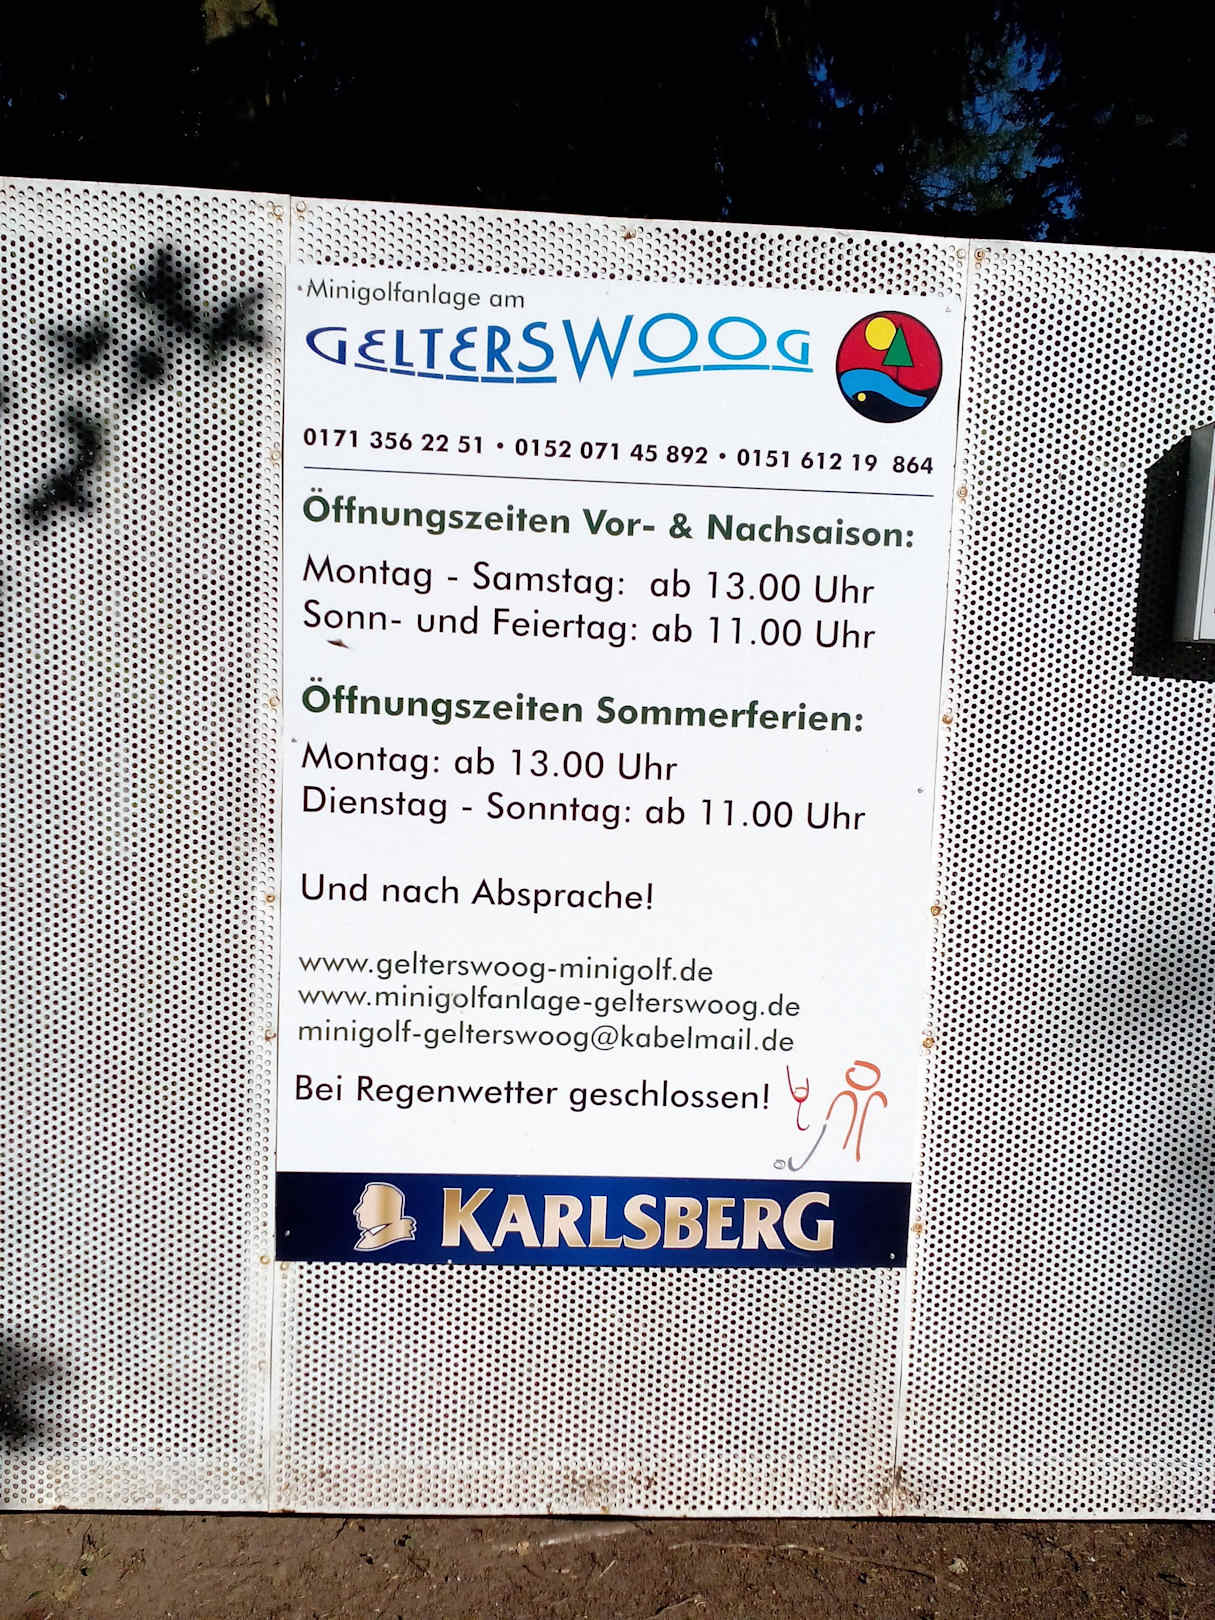 Minigolfanlage am
GELTERSWOOG
0171 356 22 51 • 0152 071 45 892 • 0151 612 19 864
Öffnungszeiten Vor- & Nachsaison:
Montag - Samstag: ab 13.00 Uhr
Sonn- und Feiertag: ab 11.00 Uhr
Öffnungszeiten Sommerferien:
Montag: ab 13.00 Uhr
Dienstag - Sonntag: ab 11.00 Uhr
Und nach Absprache!
www.gelterswoog-minigolf.de
www.minigolfanlage-gelterswoog.de
minigolf-gelterswoog@kabelmail.de
Bei Regenwetter geschlossen!
KARLSBERG